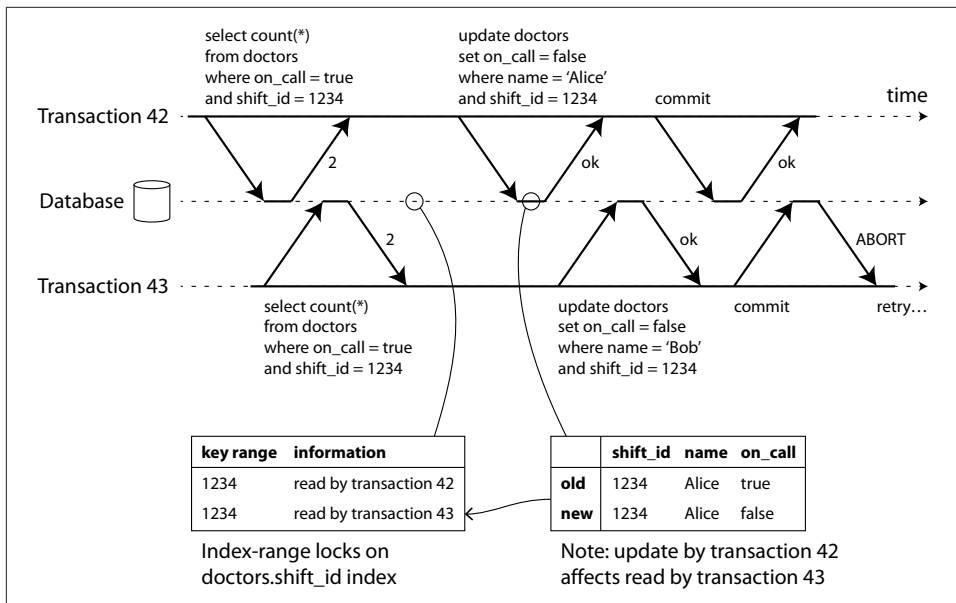 select count(*)
from doctors
where on_call = true
and shift_id = 1234
update doctors
set on_call = false
where name = ‘Alice’
and shift_id = 1234
commit
time
Transaction 42
2
ok
ok
Database
2
ok
ABORT
Transaction 43
select count(*)
from doctors
where on_call = true
and shift_id = 1234
update doctors
set on_call = false
where name = ‘Bob’
and shift_id = 1234
commit
retry…
key range information
1234 read by transaction 42
1234 read by transaction 43
Index-range locks on
doctors.shift_id index
shift_id name on_call
old 1234 Alice true
new 1234 Alice false
Note: update by transaction 42
affects read by transaction 43